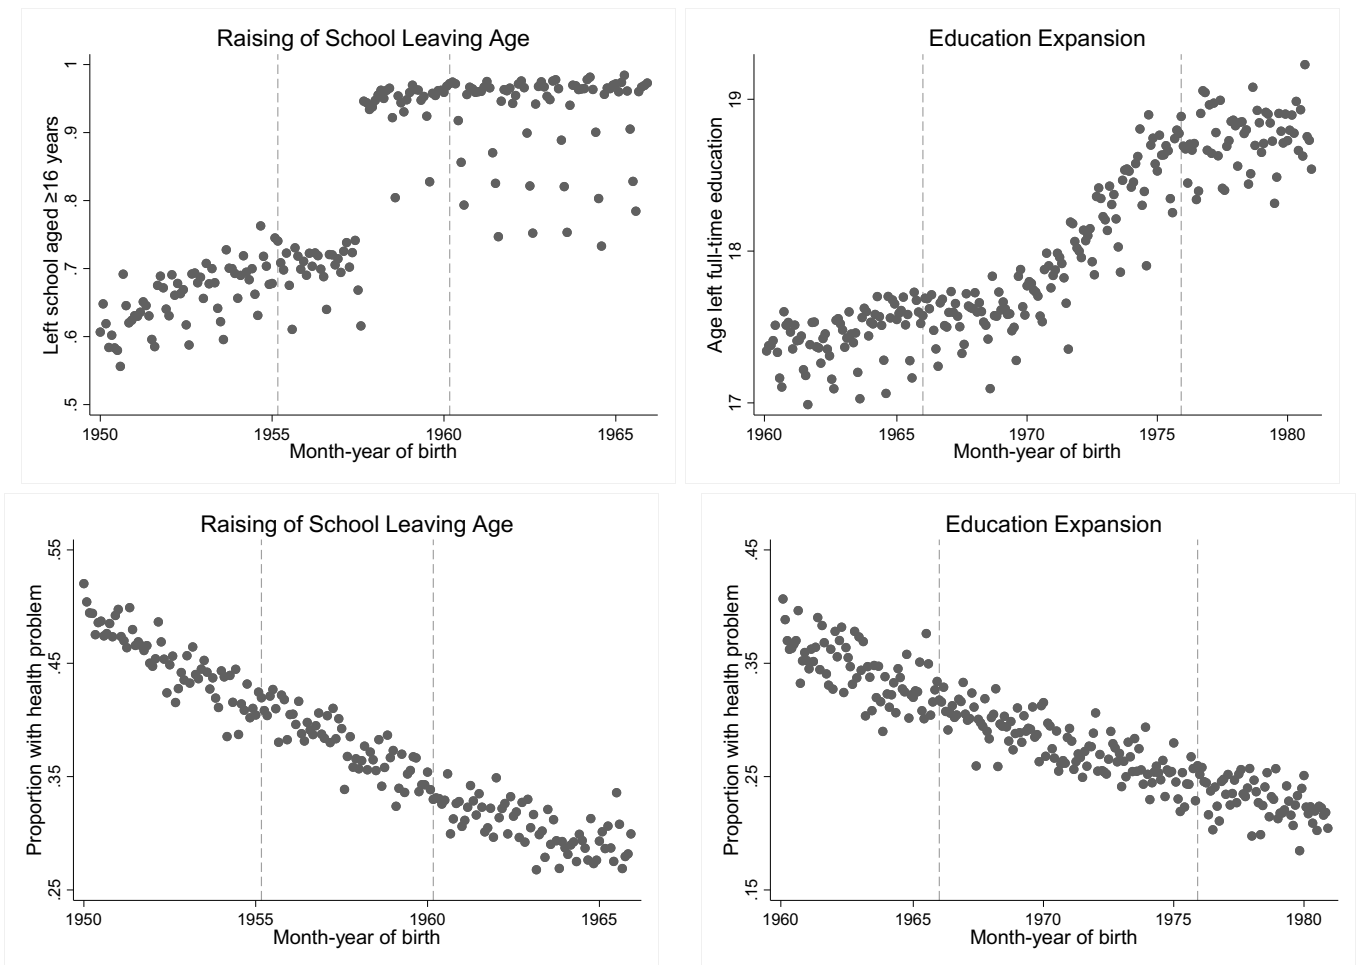 Raising of School Leaving Age
Left school aged ≥16 years
1
.9
.8
.7
.6
.5
1950 1955 1960 1965
Month-year of birth
Education Expansion
Age left full-time education
19
18
17
1960 1965 1970 1975 1980
Month-year of birth
Raising of School Leaving Age
Proportion with health problem
.55
.45
.35
.25
1950 1955 1960 1965
Month-year of birth
Education Expansion
Proportion with health problem
.45
.35
.25
.15
1960 1965 1970 1975 1980
Month-year of birth